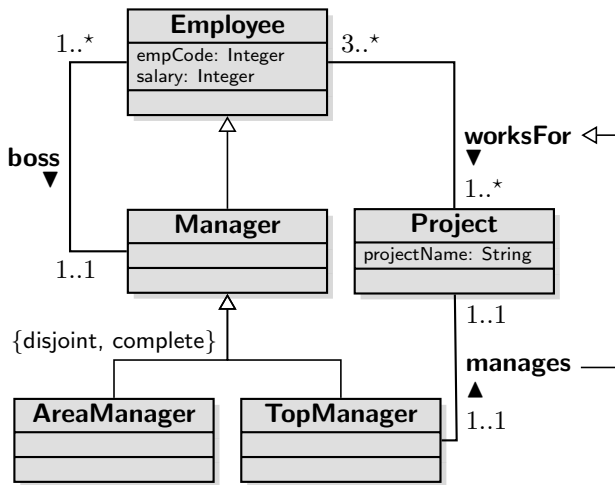 Employee
empCode: Integer
salary: Integer
1..⋆
3..⋆
boss
▼
worksFor
▼
1..⋆
1..1
Manager
Project
projectName: String
1..1
{disjoint, complete}
manages
▲
1..1
AreaManager
TopManager